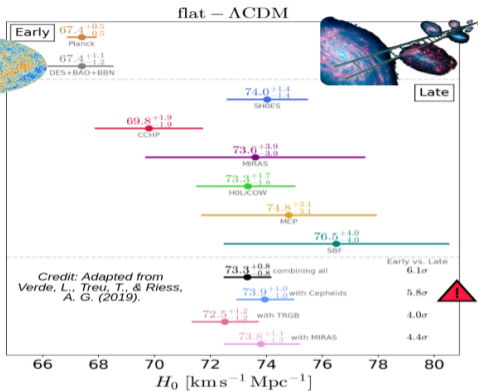 flat − ΛCDM
Early
67.4 +0.5 −0.5
Planck
67.4 +1.1 −1.2
DES+BAO+BBN
Late
74.0 +1.4 −1.4
SH0ES
69.8 +1.9 −1.9
CCHP
73.6 +3.9 −3.9
MIRAS
73.3 +1.7 −1.8
H0LiCOW
74.8 +3.1 −3.1
MCP
76.5 +4.0 −4.0
SBF
Early vs. Late
73.3 +0.8 −0.8 combining all 6.1σ
73.9 +1.0 −1.0 with Cepheids 5.8σ
72.5 +1.2 −1.2 with TRGB 4.0σ
73.8 +1.4 with MIRAS 4.4σ
Credit: Adapted from
Verde, L., Treu, T., & Riess,
A. G. (2019).
!
66 68 70 72 74 76 78 80
H₀ [km s⁻¹ Mpc⁻¹]